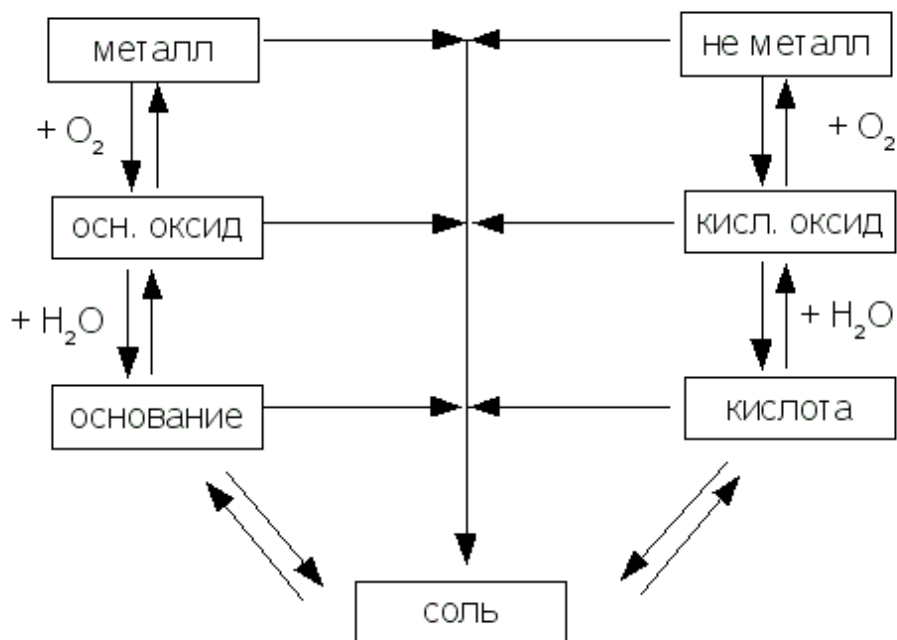 металл
не металл
+ O₂
+ O₂
осн. оксид
кисл. оксид
+ H₂O
+ H₂O
основание
кислота
соль